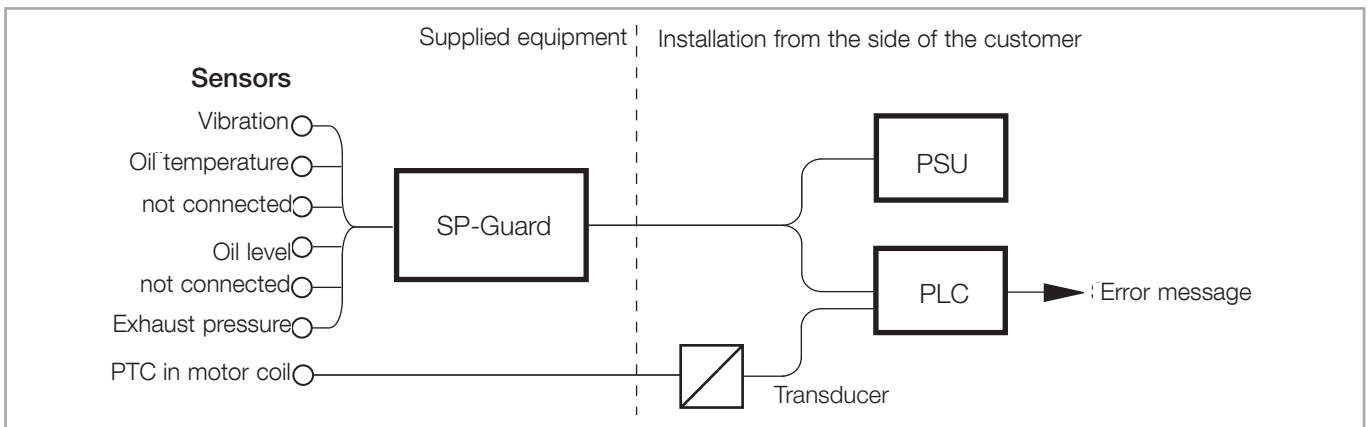 Supplied equipment
Installation from the side of the customer
Sensors
Vibration
Oil temperature
not connected
Oil level
not connected
Exhaust pressure
PTC in motor coil
SP-Guard
PSU
PLC
Error message
Transducer